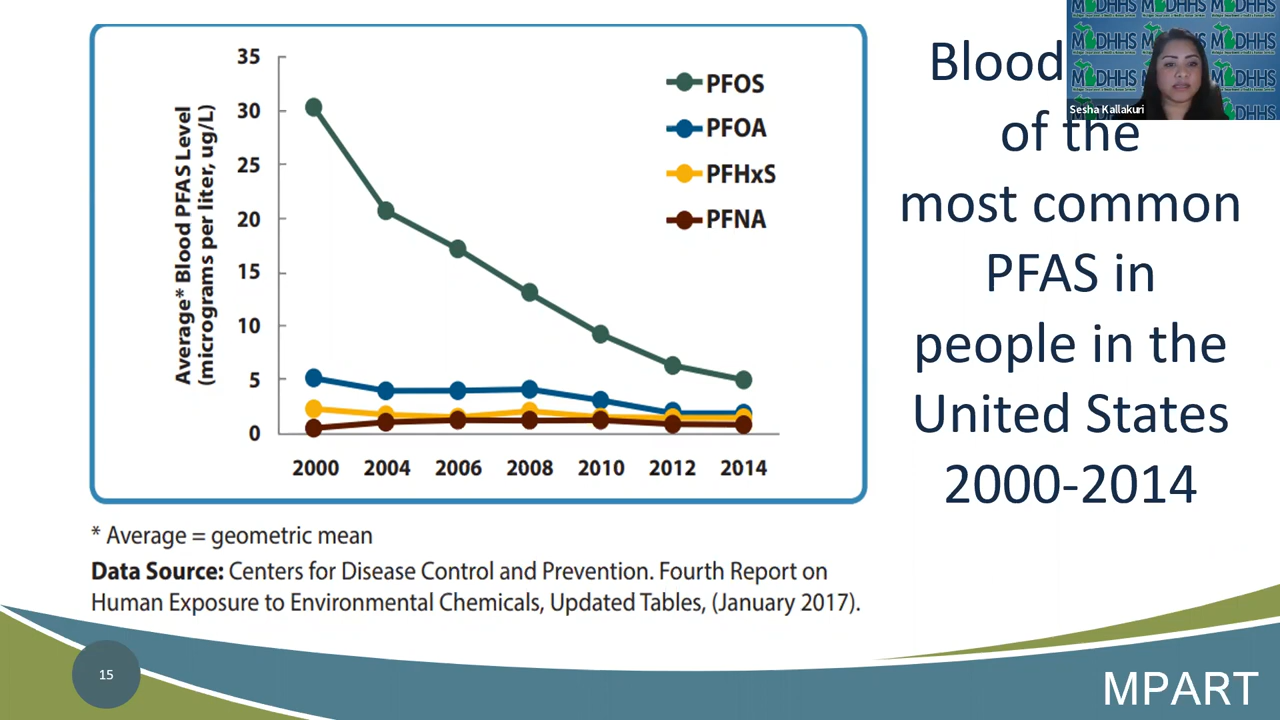 35
30
25
20
15
10
5
0
Average* Blood PFAS Level
(micrograms per liter, ug/L)
PFOS
PFOA
PFHxS
PFNA
2000 2004 2006 2008 2010 2012 2014
* Average = geometric mean
Data Source: Centers for Disease Control and Prevention. Fourth Report on
Human Exposure to Environmental Chemicals, Updated Tables, (January 2017).
Blood
of the
most common
PFAS in
people in the
United States
2000-2014
Sesha Kallakuri
15
MPART